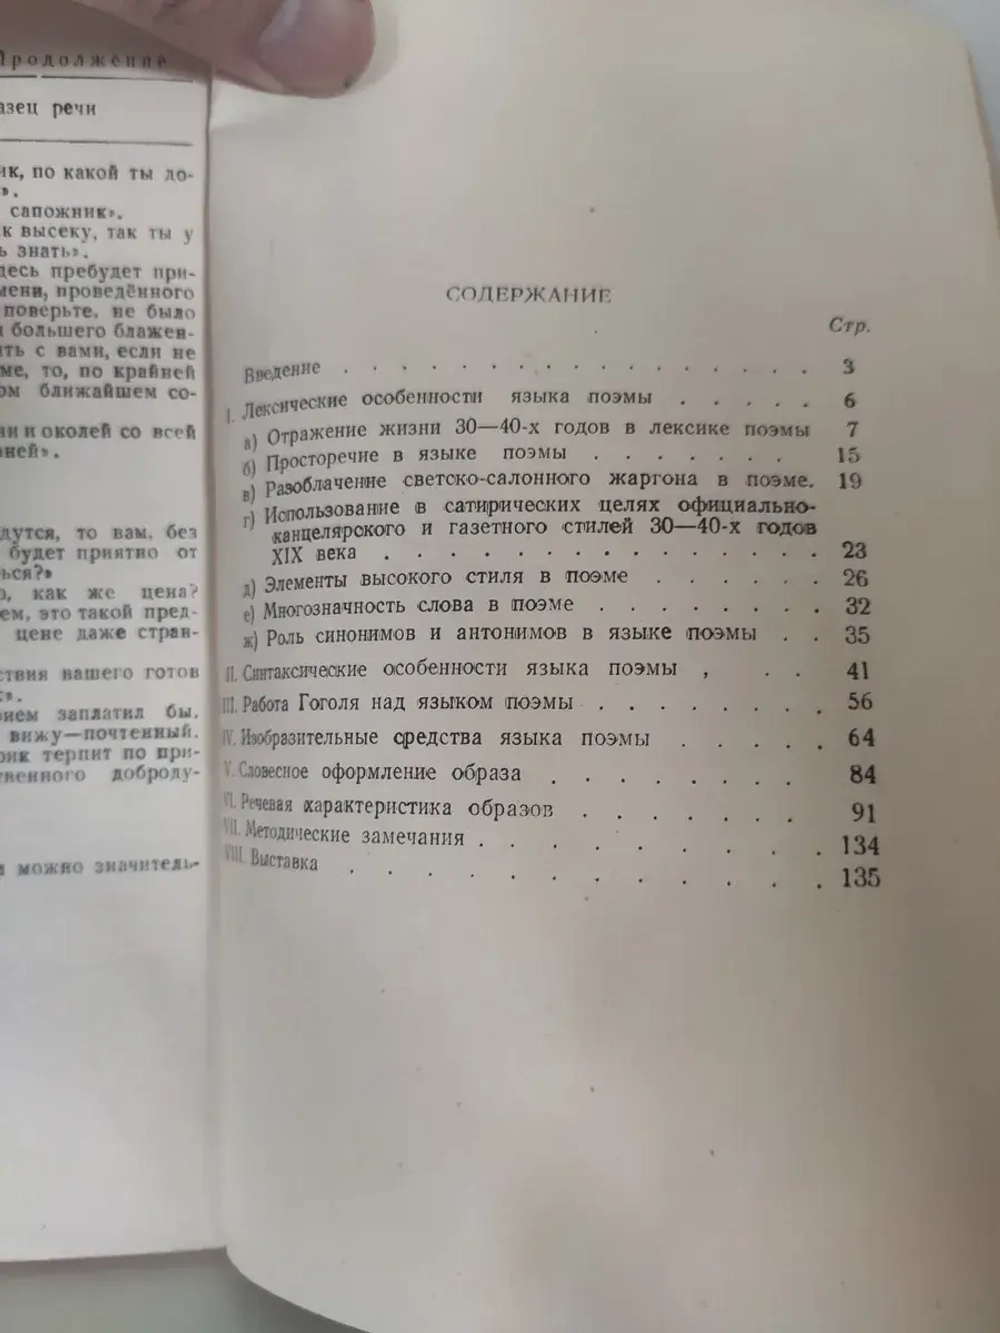 Продолжение
азец речи
ик, по какой ты ло-
».
сапожник».
к высеку, так ты у
ь знать».
десь пребудет при-
мени, проведённого
поверьте, не было
большего блажен-
ить с вами, если не
ме, то, по крайней
ом ближайшем со-
ни и околей со всей
ней».
дутся, то вам, без
будет приятно от
ься?»
о, как же цена?
ем, это такой пред-
цене даже стран-
ствия вашего готов
».
ием заплатил бы,
вижу—почтенный,
рик терпит по при-
твенного доброду-
и можно значитель-
СОДЕРЖАНИЕ
Стр.
Введение . . . . . . . . . . . . . . . 3
I. Лексические особенности языка поэмы . . . . . 6
а) Отражение жизни 30—40-х годов в лексике поэмы 7
б) Просторечие в языке поэмы . . . . . . . 15
в) Разоблачение светско-салонного жаргона в поэме. 19
г) Использование в сатирических целях официально-
канцелярского и газетного стилей 30—40-х годов
XIX века . . . . . . . . . . . . 23
д) Элементы высокого стиля в поэме . . . . . 26
е) Многозначность слова в поэме . . . . . . . 32
ж) Роль синонимов и антонимов в языке поэмы . . 35
II. Синтаксические особенности языка поэмы , . . 41
III. Работа Гоголя над языком поэмы . . . . . . . 56
IV. Изобразительные средства языка поэмы . . . . . 64
V. Словесное оформление образа . . . . . . . 84
VI. Речевая характеристика образов . . . . . . . 91
VII. Методические замечания . . . . . . . . . 134
VIII. Выставка . . . . . . . . . . . . 135